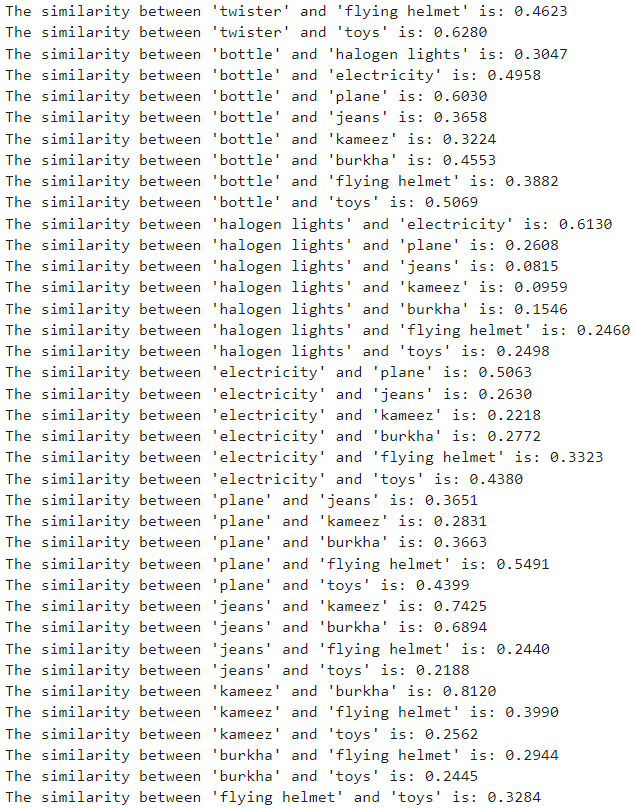 The similarity between 'twister' and 'flying helmet' is: 0.4623
The similarity between 'twister' and 'toys' is: 0.6280
The similarity between 'bottle' and 'halogen lights' is: 0.3047
The similarity between 'bottle' and 'electricity' is: 0.4958
The similarity between 'bottle' and 'plane' is: 0.6030
The similarity between 'bottle' and 'jeans' is: 0.3658
The similarity between 'bottle' and 'kameez' is: 0.3224
The similarity between 'bottle' and 'burkha' is: 0.4553
The similarity between 'bottle' and 'flying helmet' is: 0.3882
The similarity between 'bottle' and 'toys' is: 0.5069
The similarity between 'halogen lights' and 'electricity' is: 0.6130
The similarity between 'halogen lights' and 'plane' is: 0.2608
The similarity between 'halogen lights' and 'jeans' is: 0.0815
The similarity between 'halogen lights' and 'kameez' is: 0.0959
The similarity between 'halogen lights' and 'burkha' is: 0.1546
The similarity between 'halogen lights' and 'flying helmet' is: 0.2460
The similarity between 'halogen lights' and 'toys' is: 0.2498
The similarity between 'electricity' and 'plane' is: 0.5063
The similarity between 'electricity' and 'jeans' is: 0.2630
The similarity between 'electricity' and 'kameez' is: 0.2218
The similarity between 'electricity' and 'burkha' is: 0.2772
The similarity between 'electricity' and 'flying helmet' is: 0.3323
The similarity between 'electricity' and 'toys' is: 0.4380
The similarity between 'plane' and 'jeans' is: 0.3651
The similarity between 'plane' and 'kameez' is: 0.2831
The similarity between 'plane' and 'burkha' is: 0.3663
The similarity between 'plane' and 'flying helmet' is: 0.5491
The similarity between 'plane' and 'toys' is: 0.4399
The similarity between 'jeans' and 'kameez' is: 0.7425
The similarity between 'jeans' and 'burkha' is: 0.6894
The similarity between 'jeans' and 'flying helmet' is: 0.2440
The similarity between 'jeans' and 'toys' is: 0.2188
The similarity between 'kameez' and 'burkha' is: 0.8120
The similarity between 'kameez' and 'flying helmet' is: 0.3990
The similarity between 'kameez' and 'toys' is: 0.2562
The similarity between 'burkha' and 'flying helmet' is: 0.2944
The similarity between 'burkha' and 'toys' is: 0.2445
The similarity between 'flying helmet' and 'toys' is: 0.3284